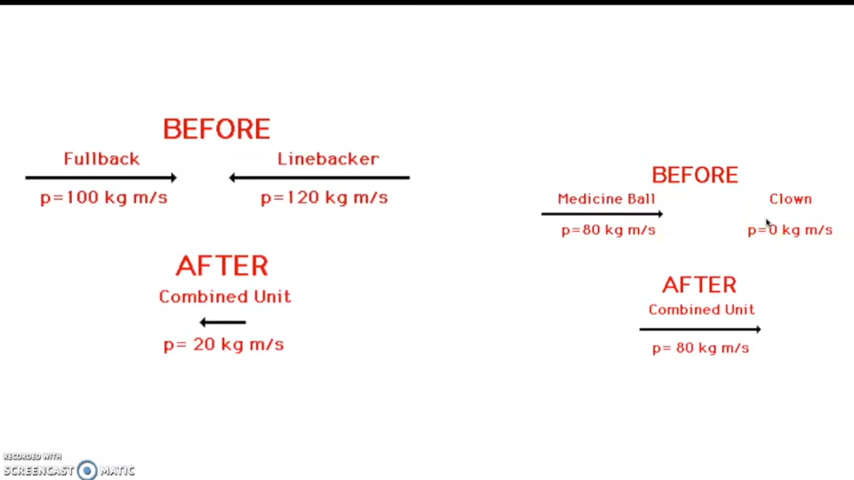 BEFORE
Fullback
Linebacker
p=100 kg m/s
p=120 kg m/s
AFTER
Combined Unit
p= 20 kg m/s
BEFORE
Medicine Ball
Clown
p=80 kg m/s
p=0 kg m/s
AFTER
Combined Unit
p= 80 kg m/s
RECORDED WITH
SCREENCAST MATIC